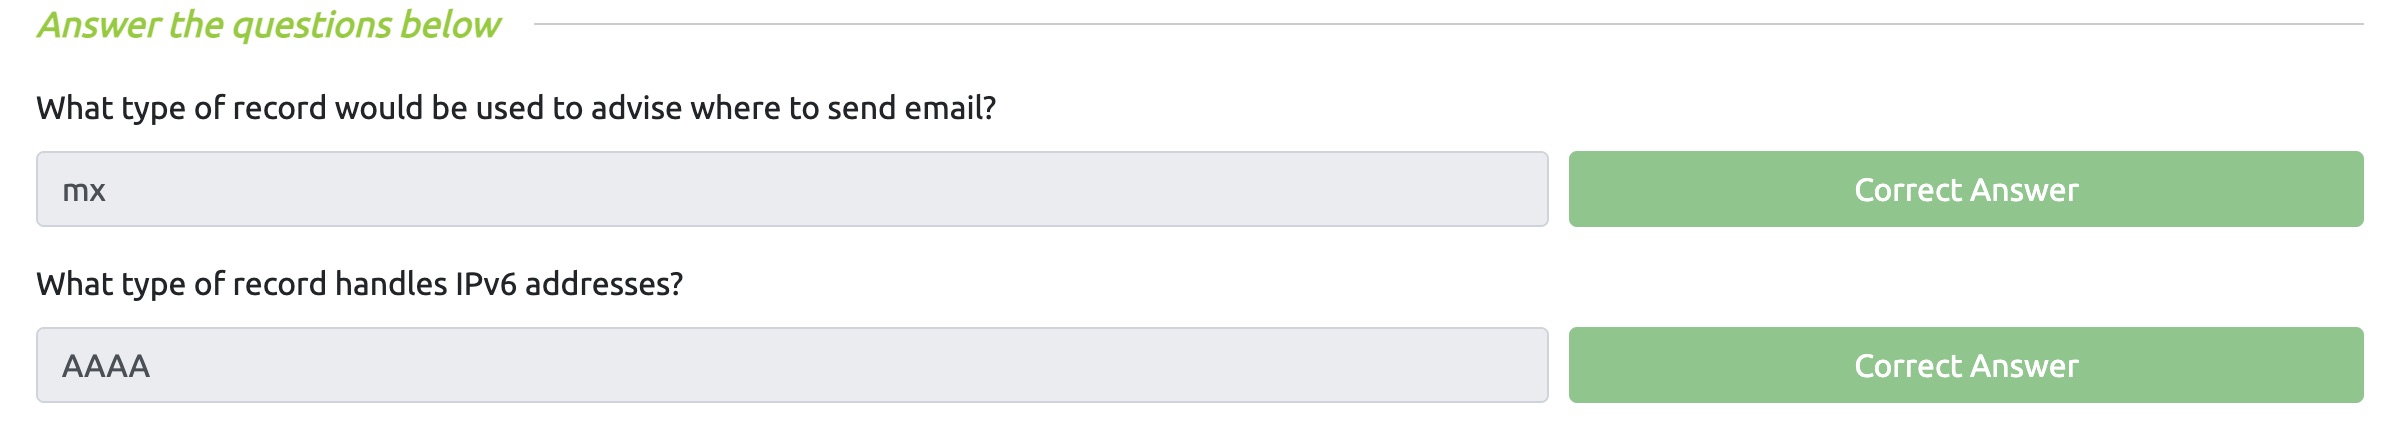 Answer the questions below
What type of record would be used to advise where to send email?
mx
Correct Answer
What type of record handles IPv6 addresses?
AAAA
Correct Answer